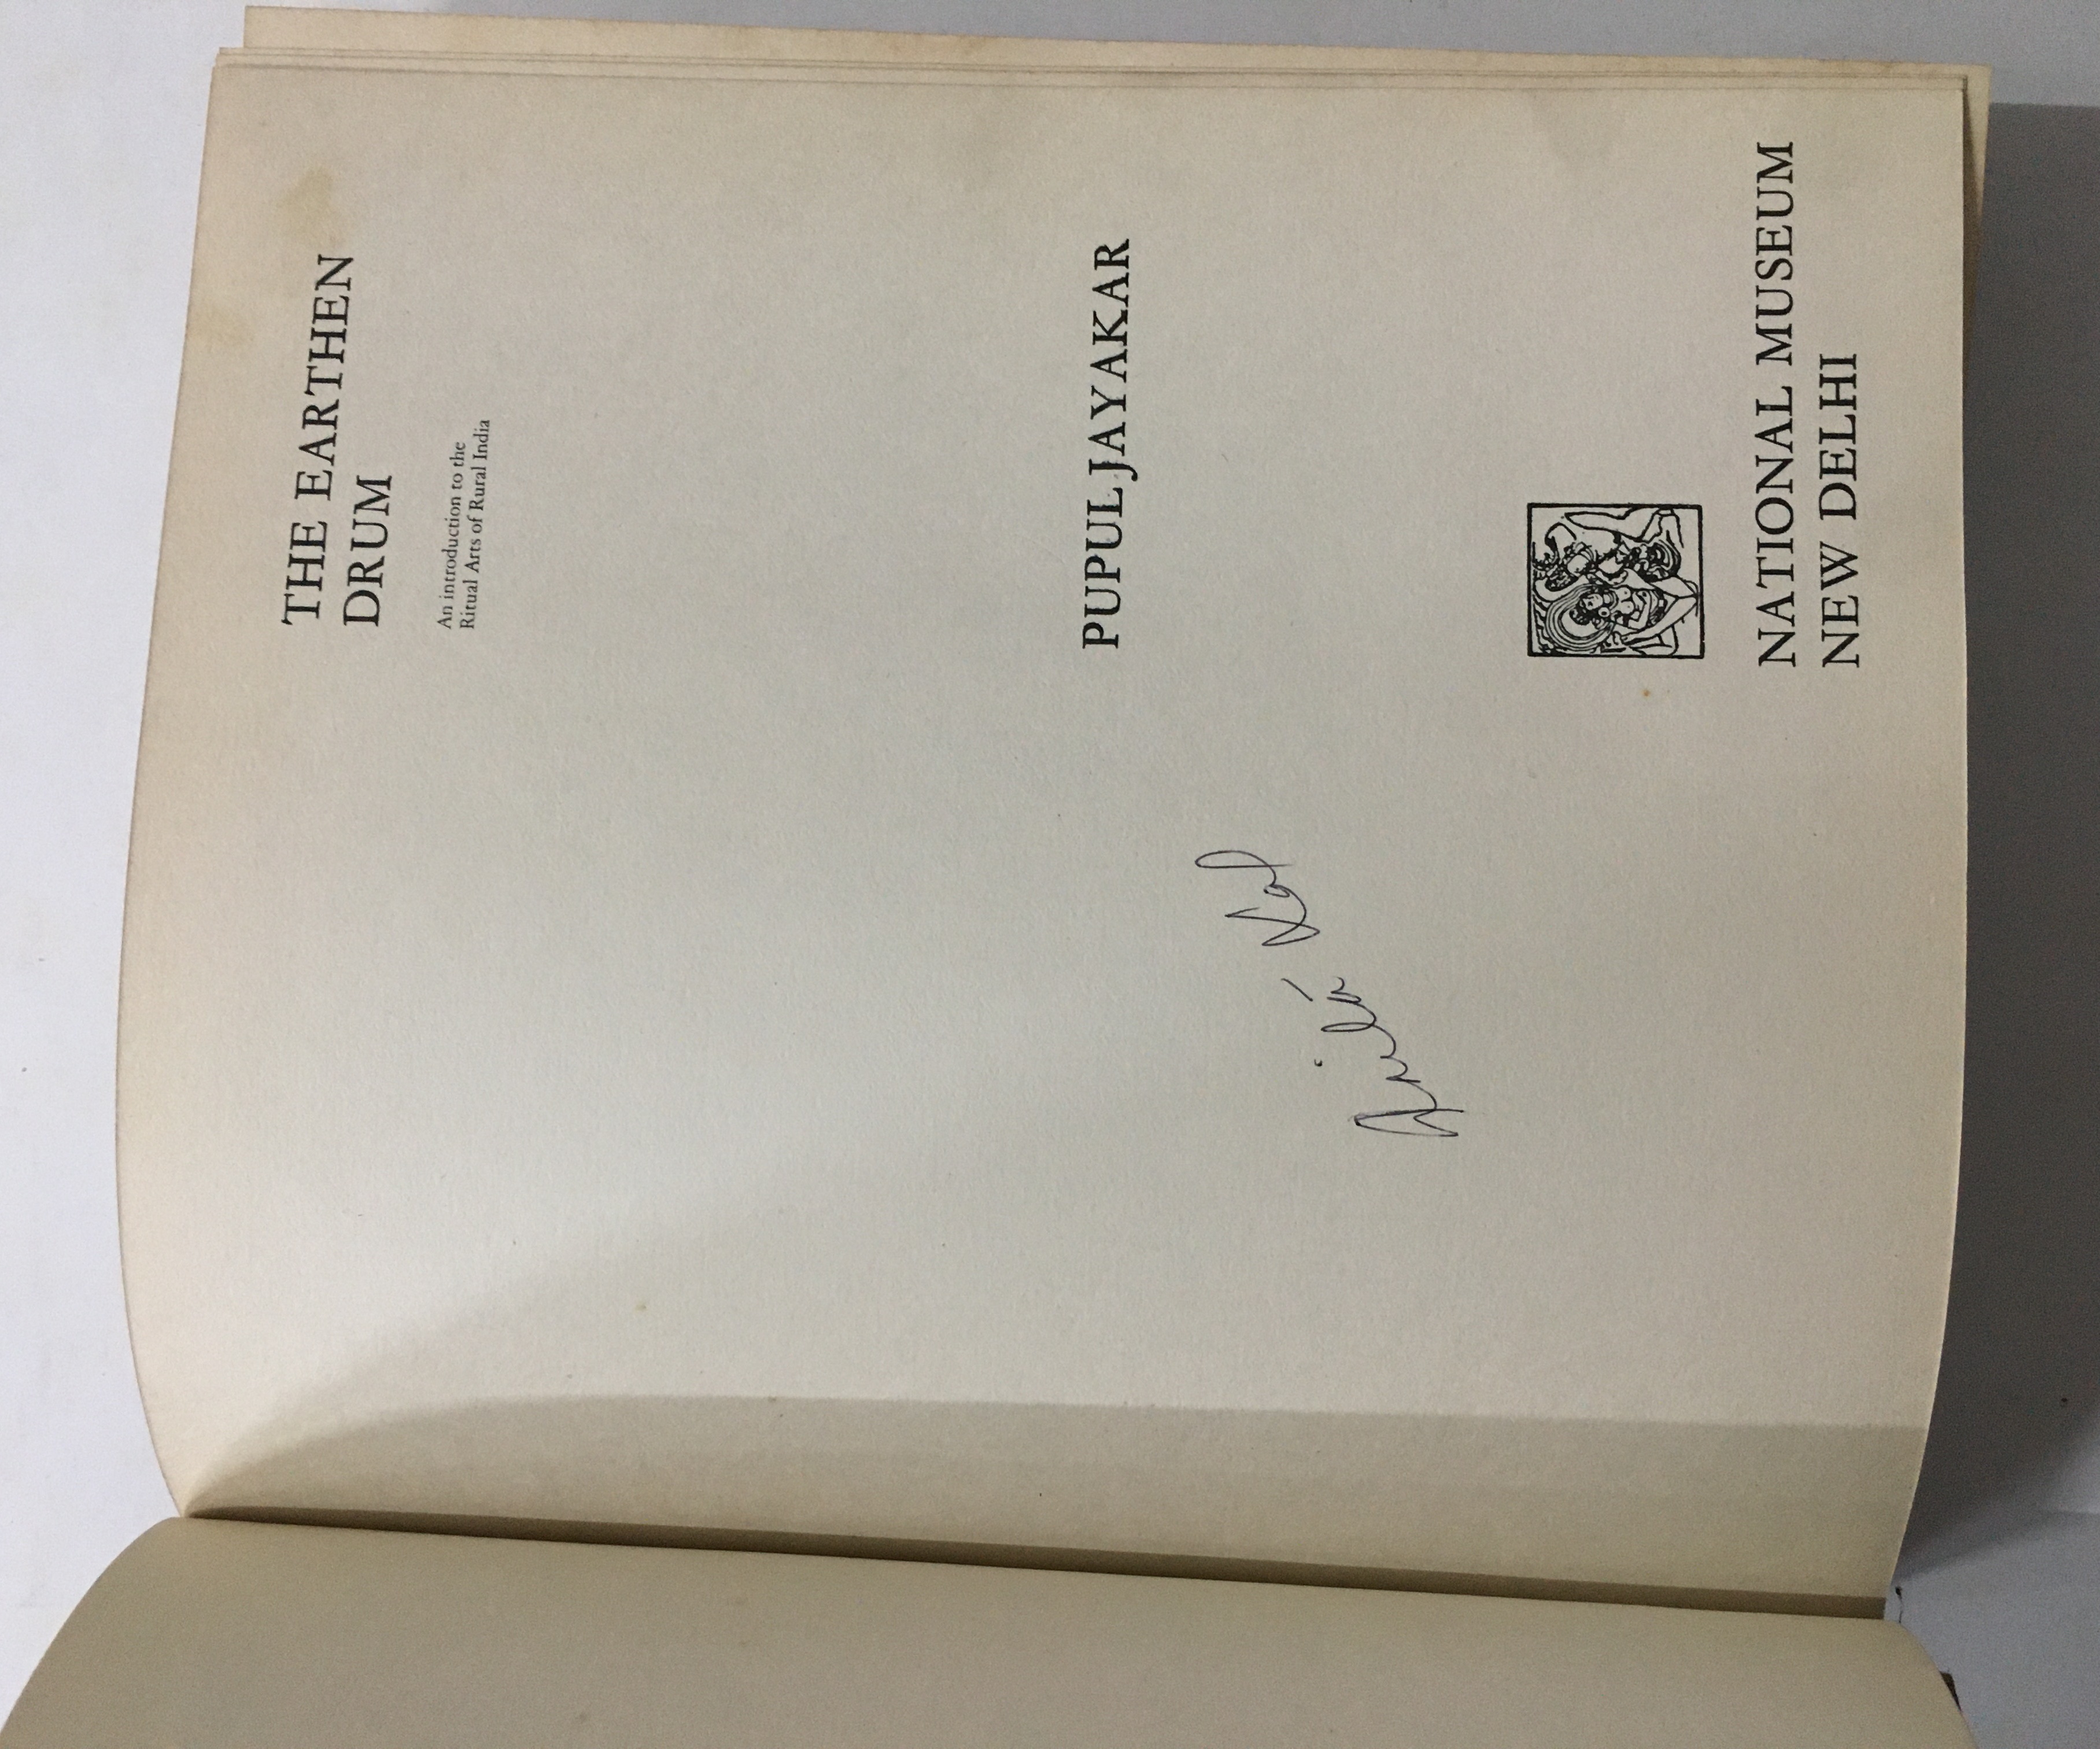 THE EARTHEN
DRUM
An introduction to the
Ritual Arts of Rural India
PUPUL JAYAKAR
NATIONAL MUSEUM
NEW DELHI